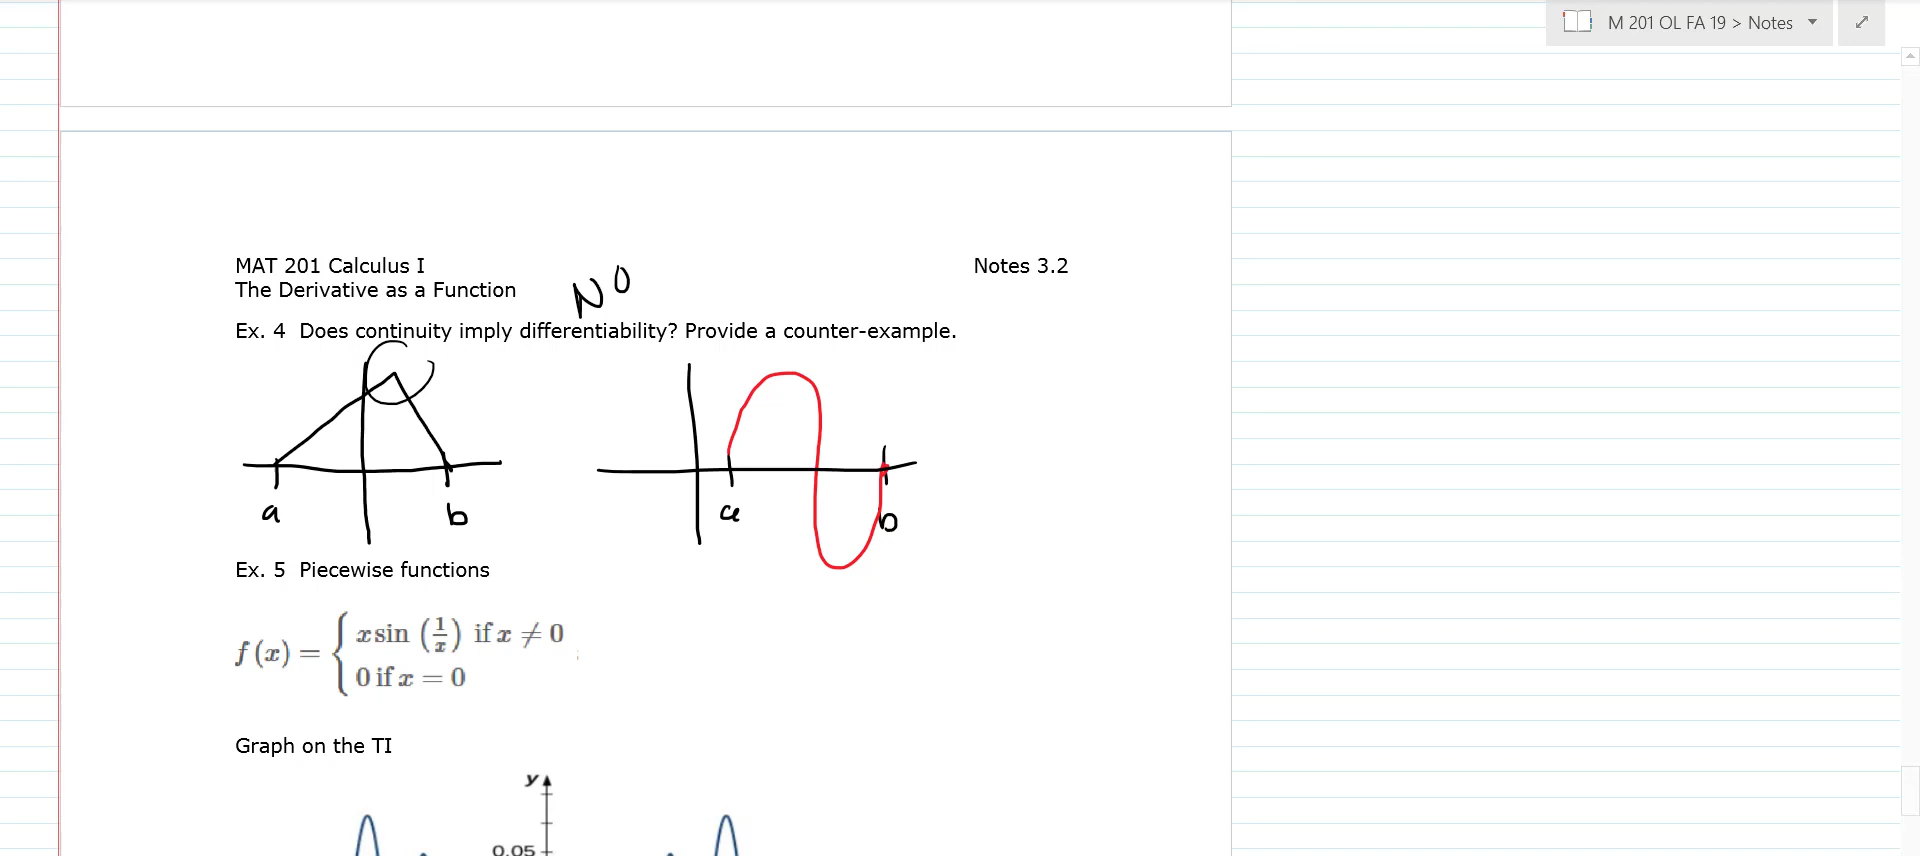 M 201 OL FA 19 > Notes
MAT 201 Calculus I Notes 3.2
The Derivative as a Function
NO
Ex. 4 Does continuity imply differentiability? Provide a counter-example.
a b a b
Ex. 5 Piecewise functions
f(x) = { x sin (1/x) if x ≠ 0
0 if x = 0
Graph on the TI
y
0.05